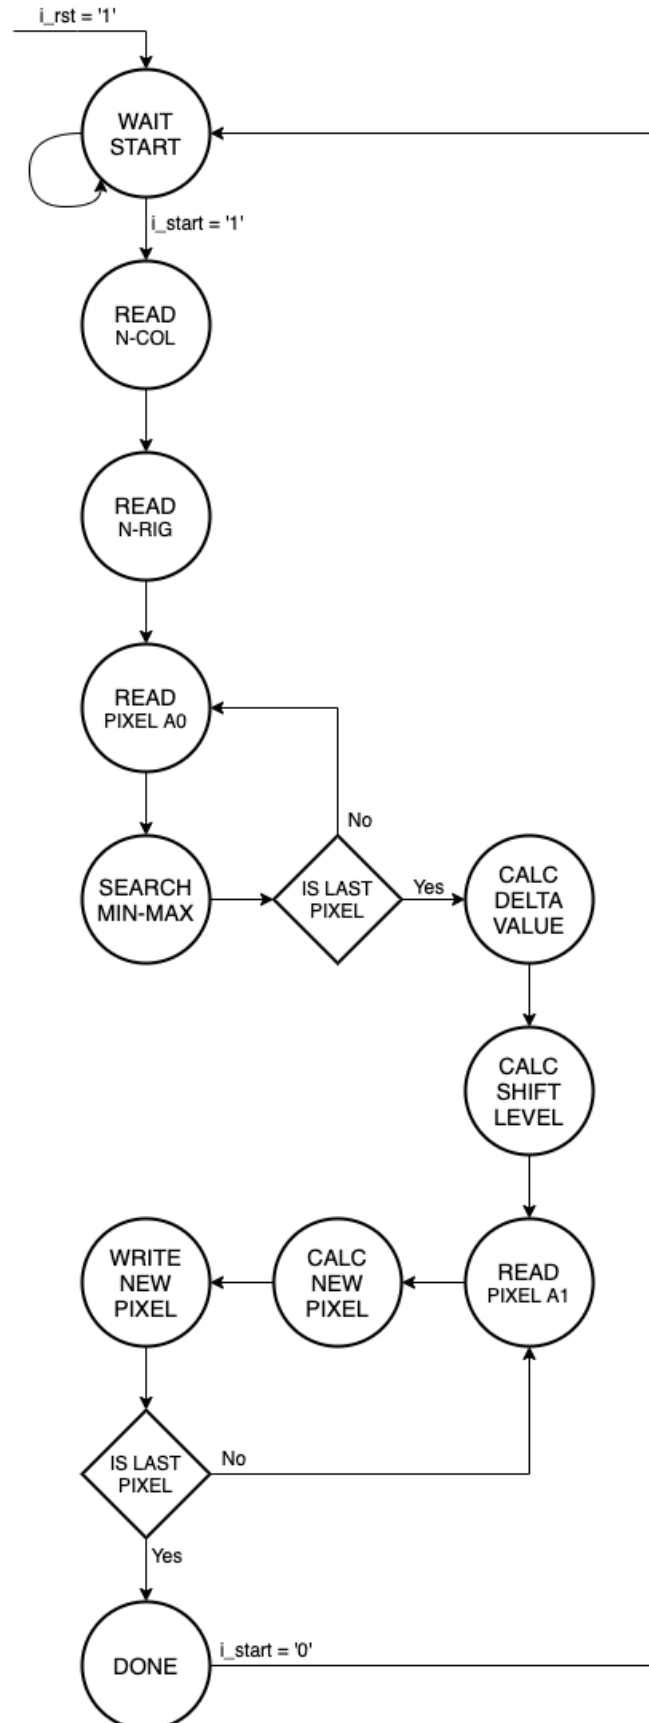 i_rst = '1'
WAIT
START
i_start = '1'
READ
N-COL
READ
N-RIG
READ
PIXEL A0
No
SEARCH
MIN-MAX
IS LAST
PIXEL
Yes
CALC
DELTA
VALUE
CALC
SHIFT
LEVEL
READ
PIXEL A1
CALC
NEW
PIXEL
WRITE
NEW
PIXEL
IS LAST
PIXEL
No
Yes
DONE
i_start = '0'